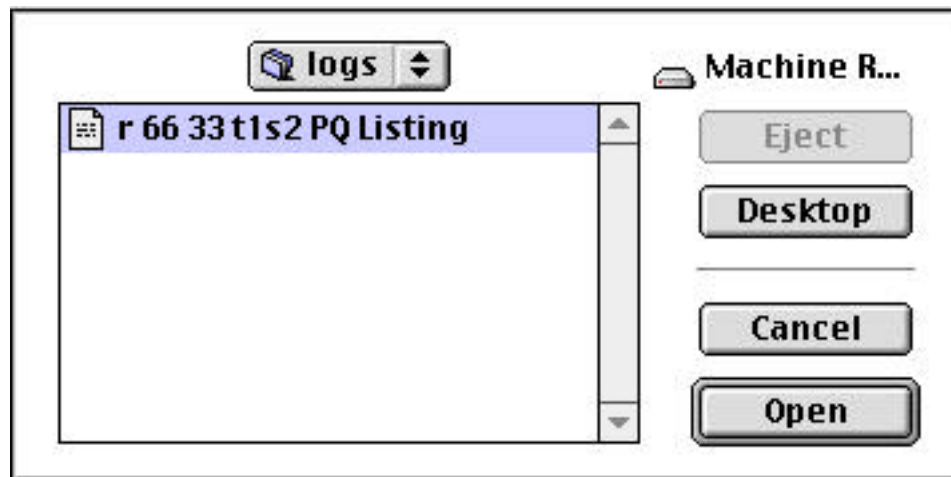 logs
Machine R...
r 66 33 t1s2 PQ Listing
Eject
Desktop
Cancel
Open